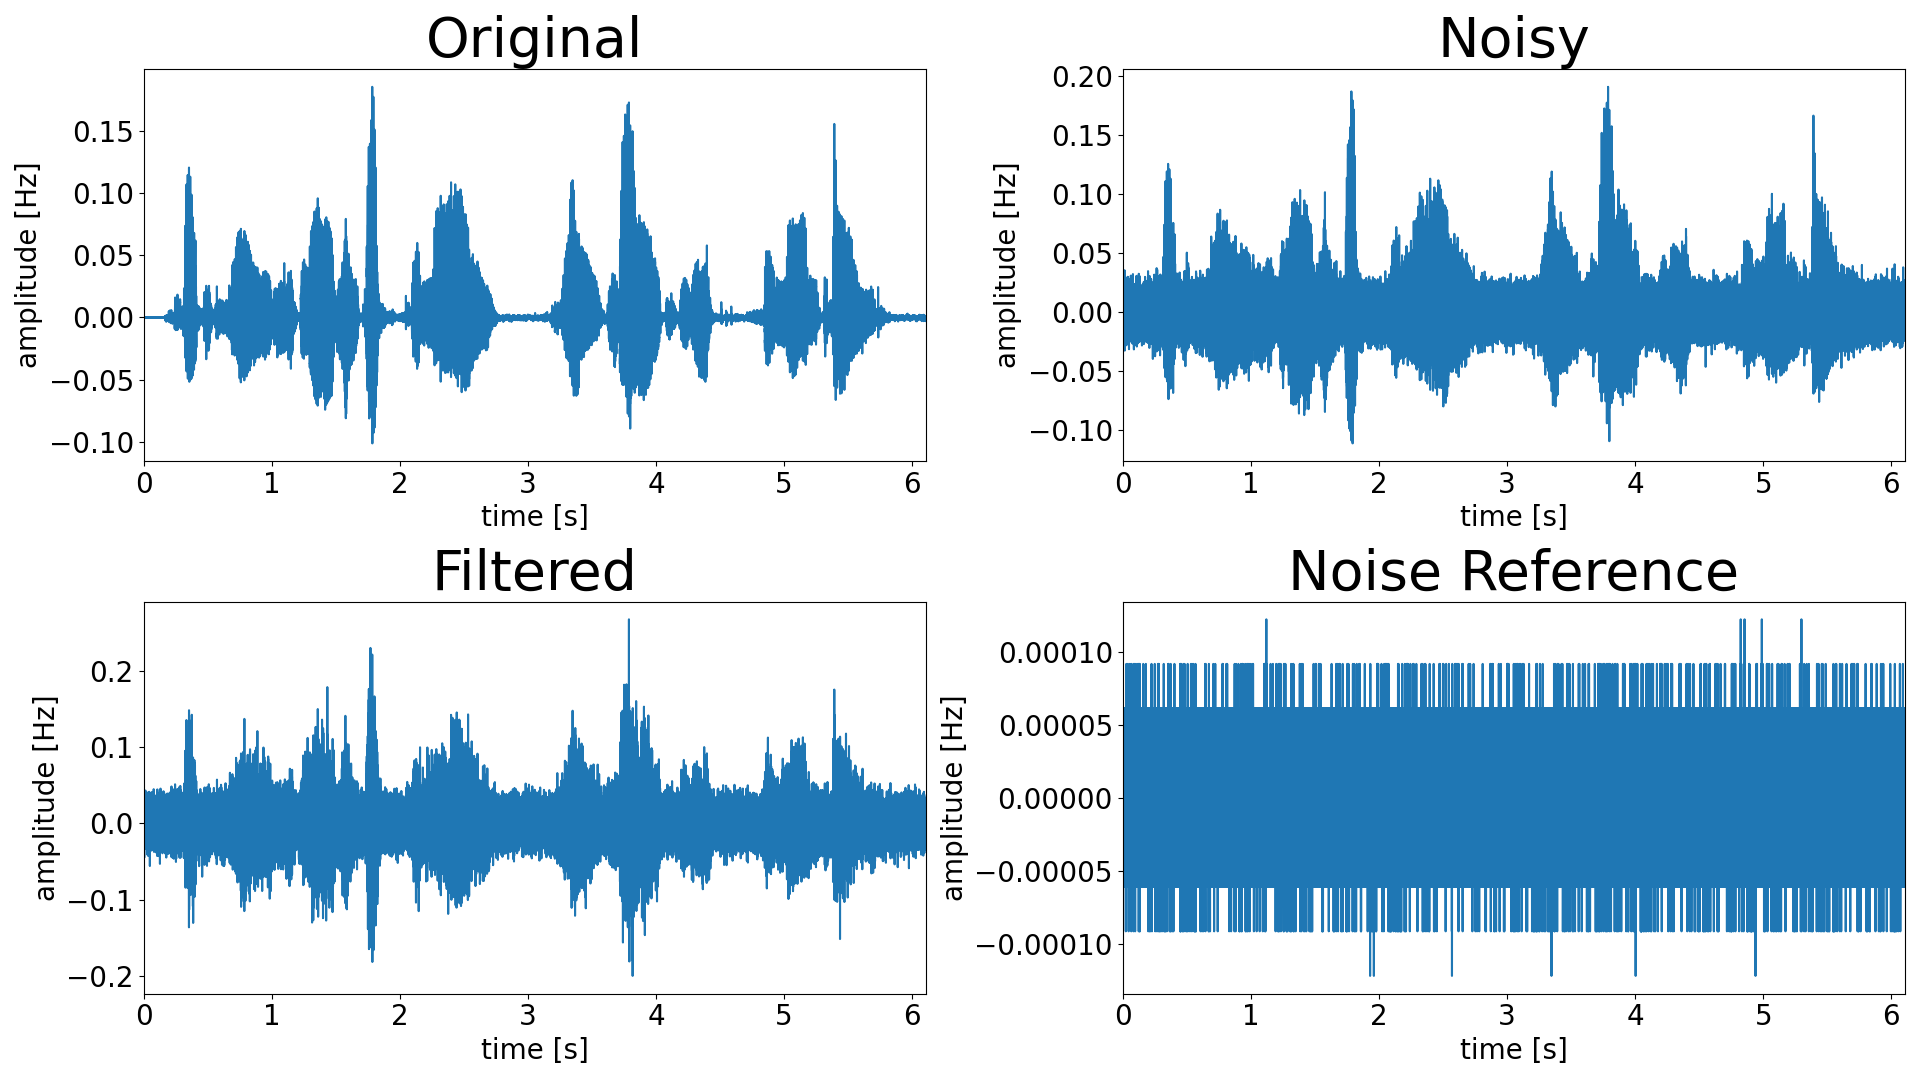 Original
amplitude [Hz]
0.15
0.10
0.05
0.00
−0.05
−0.10
0 1 2 3 4 5 6
time [s]
Noisy
amplitude [Hz]
0.20
0.15
0.10
0.05
0.00
−0.05
−0.10
0 1 2 3 4 5 6
time [s]
Filtered
amplitude [Hz]
0.2
0.1
0.0
−0.1
−0.2
0 1 2 3 4 5 6
time [s]
Noise Reference
amplitude [Hz]
0.00010
0.00005
0.00000
−0.00005
−0.00010
0 1 2 3 4 5 6
time [s]